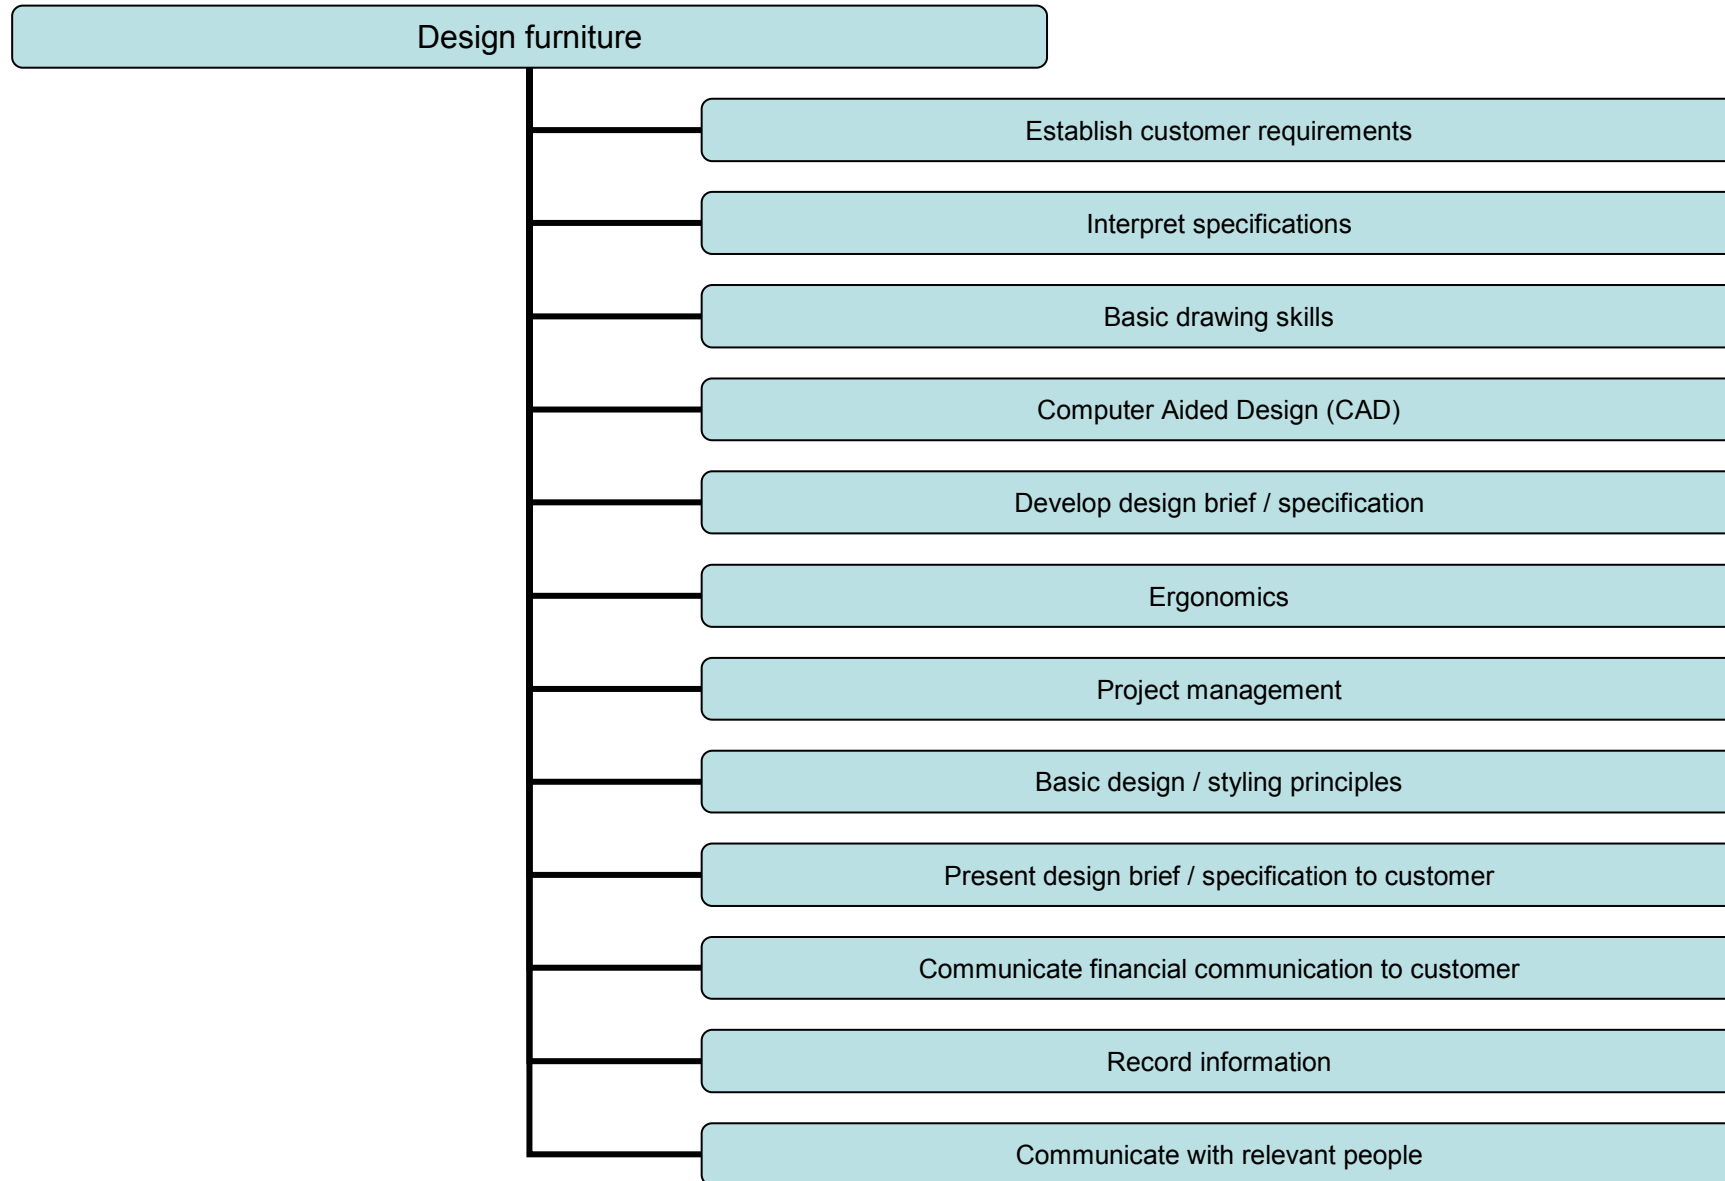 Design furniture
Establish customer requirements
Interpret specifications
Basic drawing skills
Computer Aided Design (CAD)
Develop design brief / specification
Ergonomics
Project management
Basic design / styling principles
Present design brief / specification to customer
Communicate financial communication to customer
Record information
Communicate with relevant people